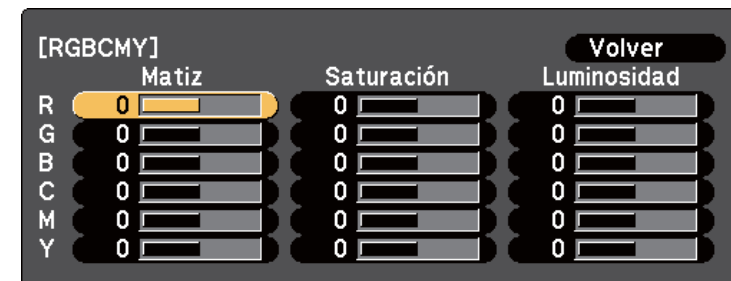 [RGBCMY] Volver
Matiz Saturación Luminosidad
R 0 0 0
G 0 0 0
B 0 0 0
C 0 0 0
M 0 0 0
Y 0 0 0